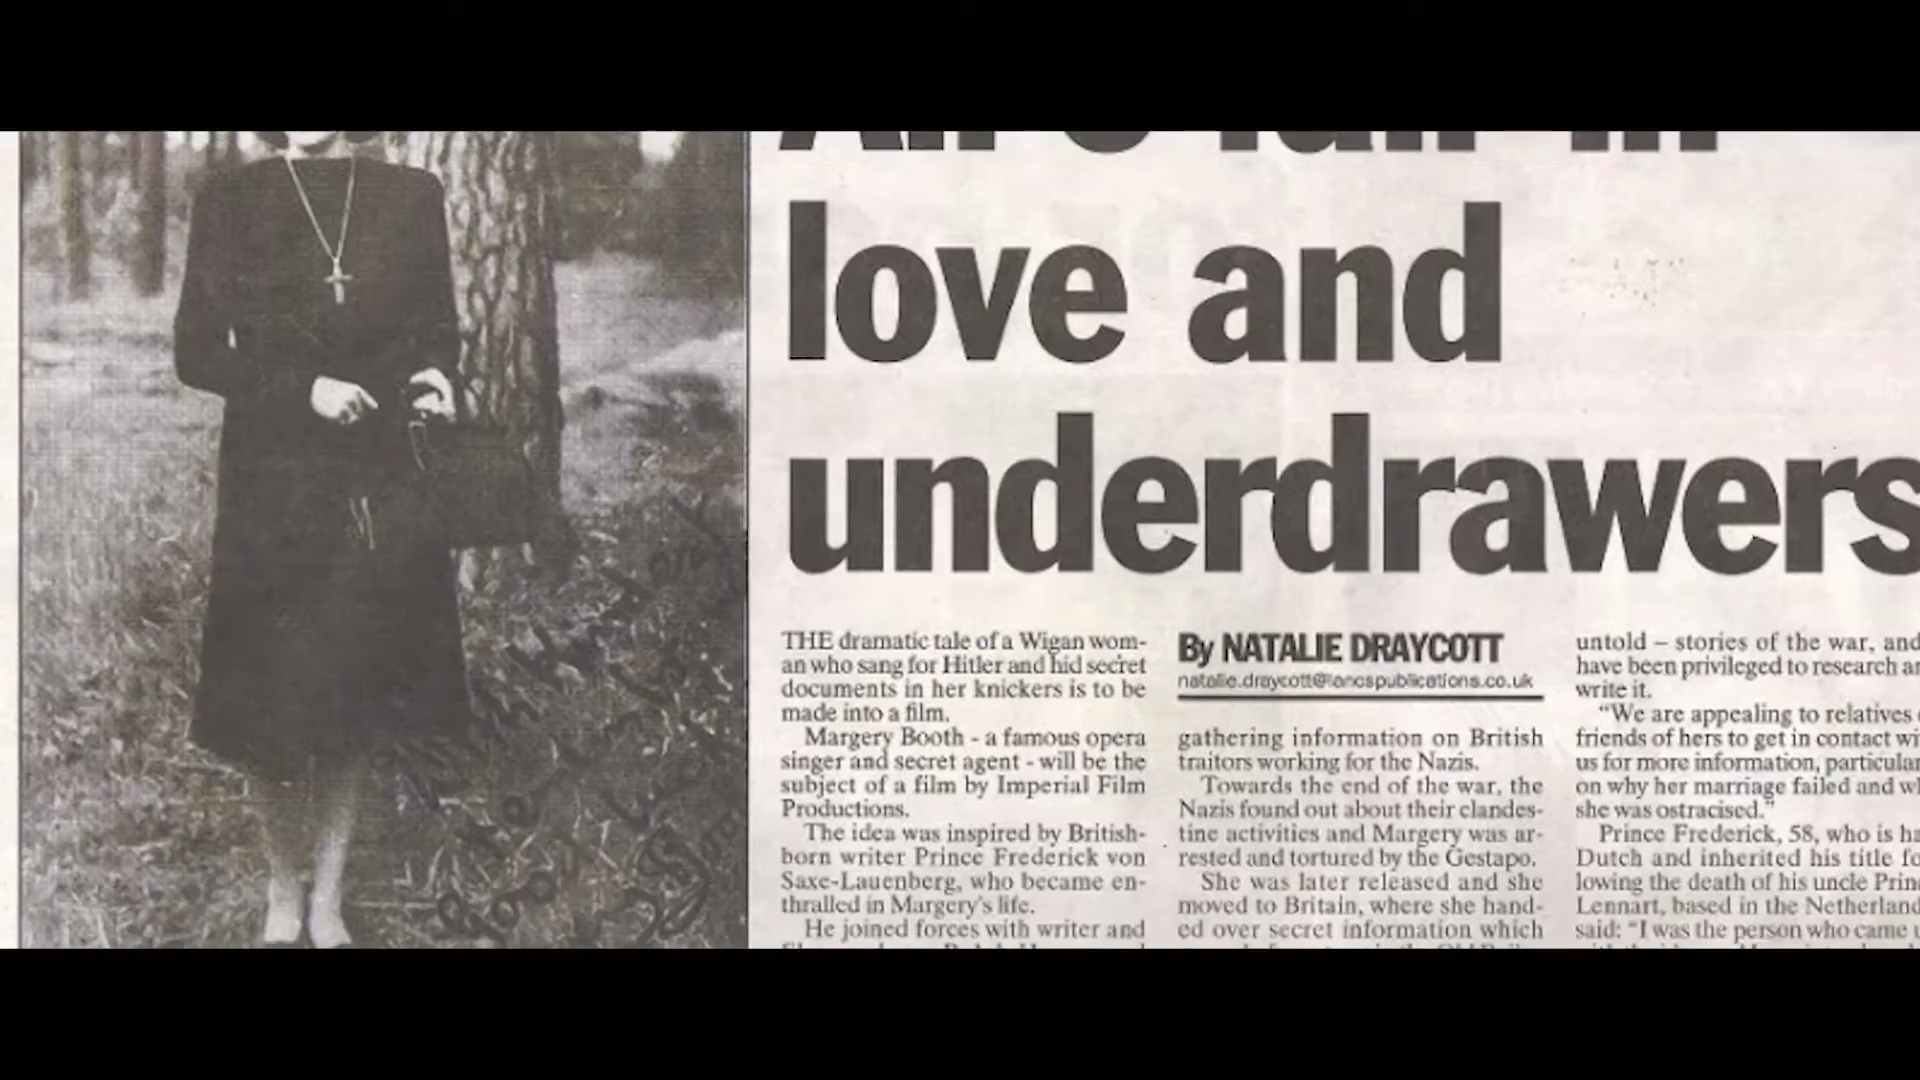 All's fair in
love and
underdrawers
THE dramatic tale of a Wigan wom-
an who sang for Hitler and hid secret
documents in her knickers is to be
made into a film.
Margery Booth - a famous opera
singer and secret agent - will be the
subject of a film by Imperial Film
Productions.
The idea was inspired by British-
born writer Prince Frederick von
Saxe-Lauenberg, who became en-
thralled in Margery's life.
He joined forces with writer and
By NATALIE DRAYCOTT
natalie.draycott@lancspublications.co.uk
gathering information on British
traitors working for the Nazis.
Towards the end of the war, the
Nazis found out about their clandes-
tine activities and Margery was ar-
rested and tortured by the Gestapo.
She was later released and she
moved to Britain, where she hand-
ed over secret information which
untold – stories of the war, and
have been privileged to research
write it.
"We are appealing to relatives
friends of hers to get in contact
us for more information,
on why her marriage failed and
she was ostracised."
Prince Frederick, 58, who is
Dutch and inherited his title
lowing the death of his uncle
Lennart, based in the
said: "I was the person who came